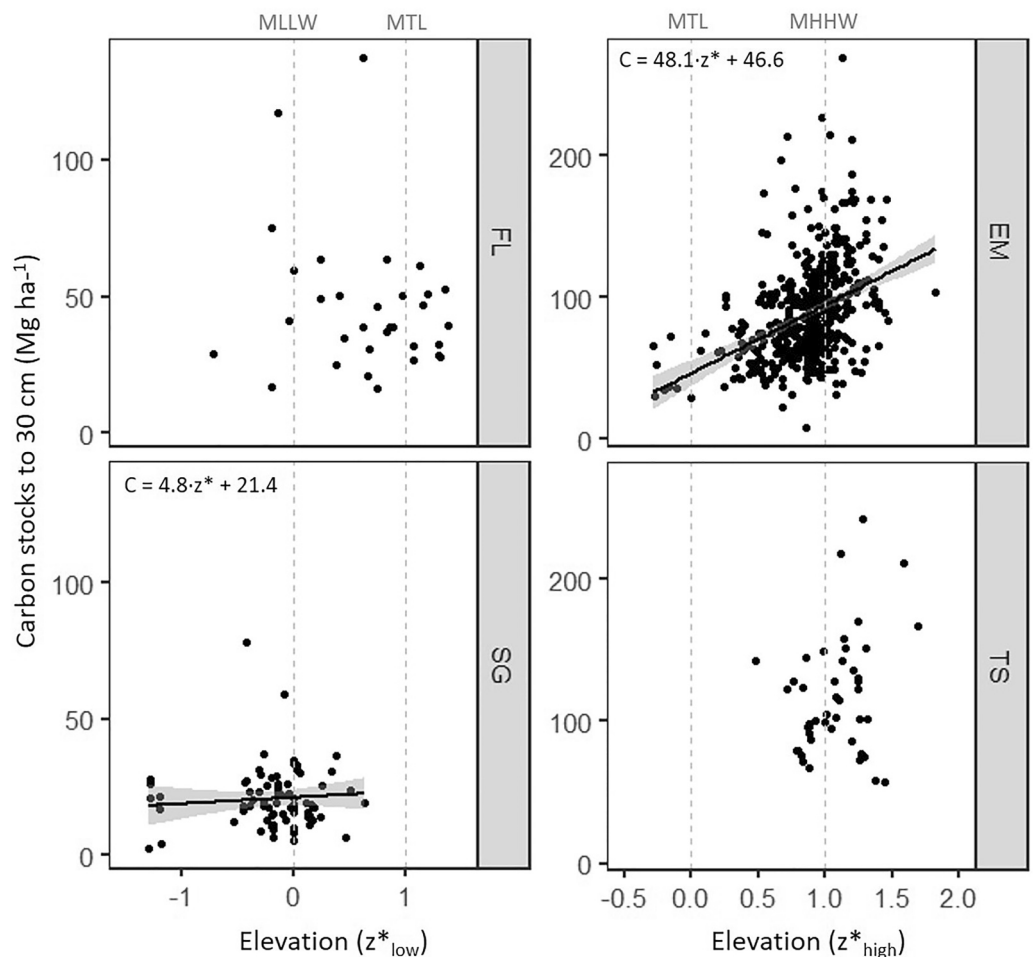 MLLW MTL
MTL MHHW
C = 48.1·z* + 46.6
100
50
0
FL
200
100
0
EM
Carbon stocks to 30 cm (Mg ha-1)
C = 4.8·z* + 21.4
100
50
0
SG
200
100
0
TS
-1 0 1
-0.5 0.0 0.5 1.0 1.5 2.0
Elevation (z*low)
Elevation (z*high)